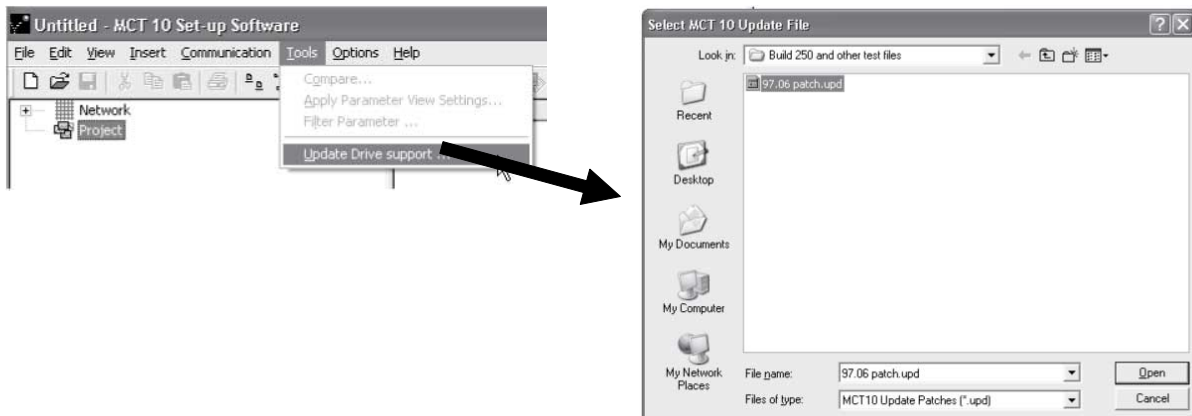 Untitled - MCT 10 Set-up Software
File Edit View Insert Communication Tools Options Help
Compare...
Apply Parameter View Settings...
Filter Parameter ...
Update Drive support ...
Network
Project
Select MCT 10 Update File
Look in: Build 250 and other test files
97.06 patch.upd
Recent
Desktop
My Documents
My Computer
My Network
Places
File name: 97.06 patch.upd Open
Files of type: MCT10 Update Patches (*.upd) Cancel